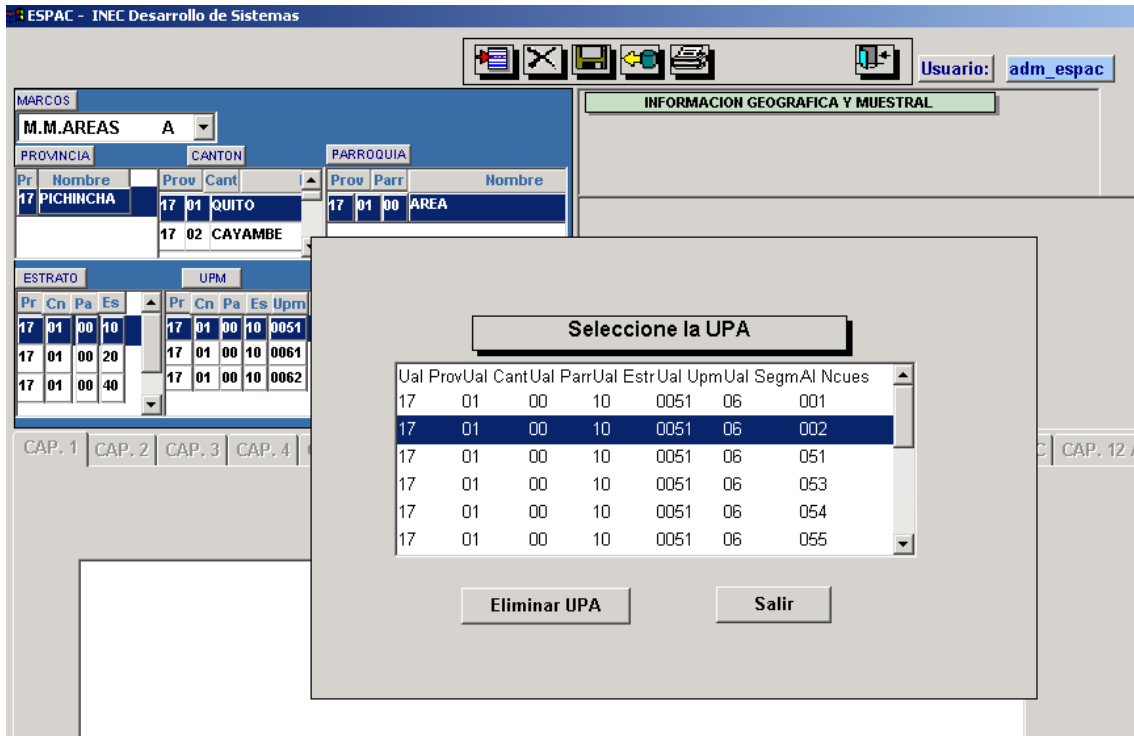 ESPAC - INEC Desarrollo de Sistemas
Usuario: adm_espac
MARCOS
INFORMACION GEOGRAFICA Y MUESTRAL
M.M.AREAS A
PROVINCIA CANTON PARROQUIA
Pr Nombre Prov Cant Prov Parr Nombre
17 PICHINCHA 17 01 QUITO 17 01 00 AREA
17 02 CAYAMBE
ESTRATO UPM
Pr Cn Pa Es Pr Cn Pa Es Upm
17 01 00 10 17 01 00 10 0051
17 01 00 20 17 01 00 10 0061
17 01 00 40 17 01 00 10 0062
Seleccione la UPA
Ual ProvUal CantUal ParrUal EstrUal UpmUal SegmAl Ncues
17 01 00 10 0051 06 001
17 01 00 10 0051 06 002
17 01 00 10 0051 06 051
17 01 00 10 0051 06 053
17 01 00 10 0051 06 054
17 01 00 10 0051 06 055
Eliminar UPA Salir
CAP. 1 CAP. 2 CAP. 3 CAP. 4 C CAP. 12